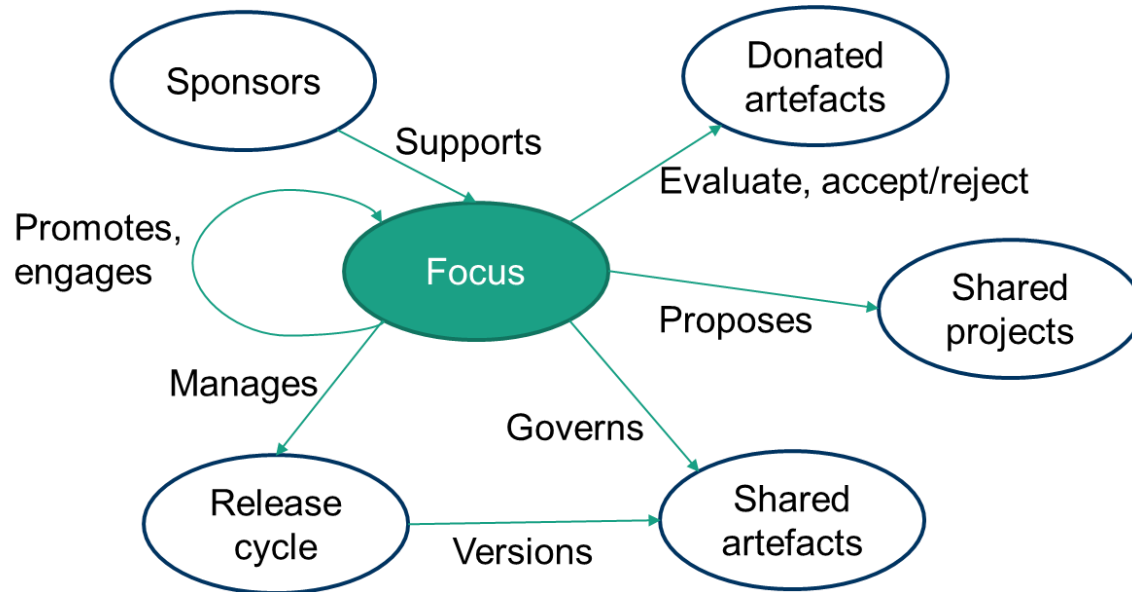 Sponsors
Donated
artefacts
Supports
Evaluate, accept/reject
Promotes,
engages
Focus
Shared
projects
Proposes
Manages
Governs
Release
cycle
Shared
artefacts
Versions